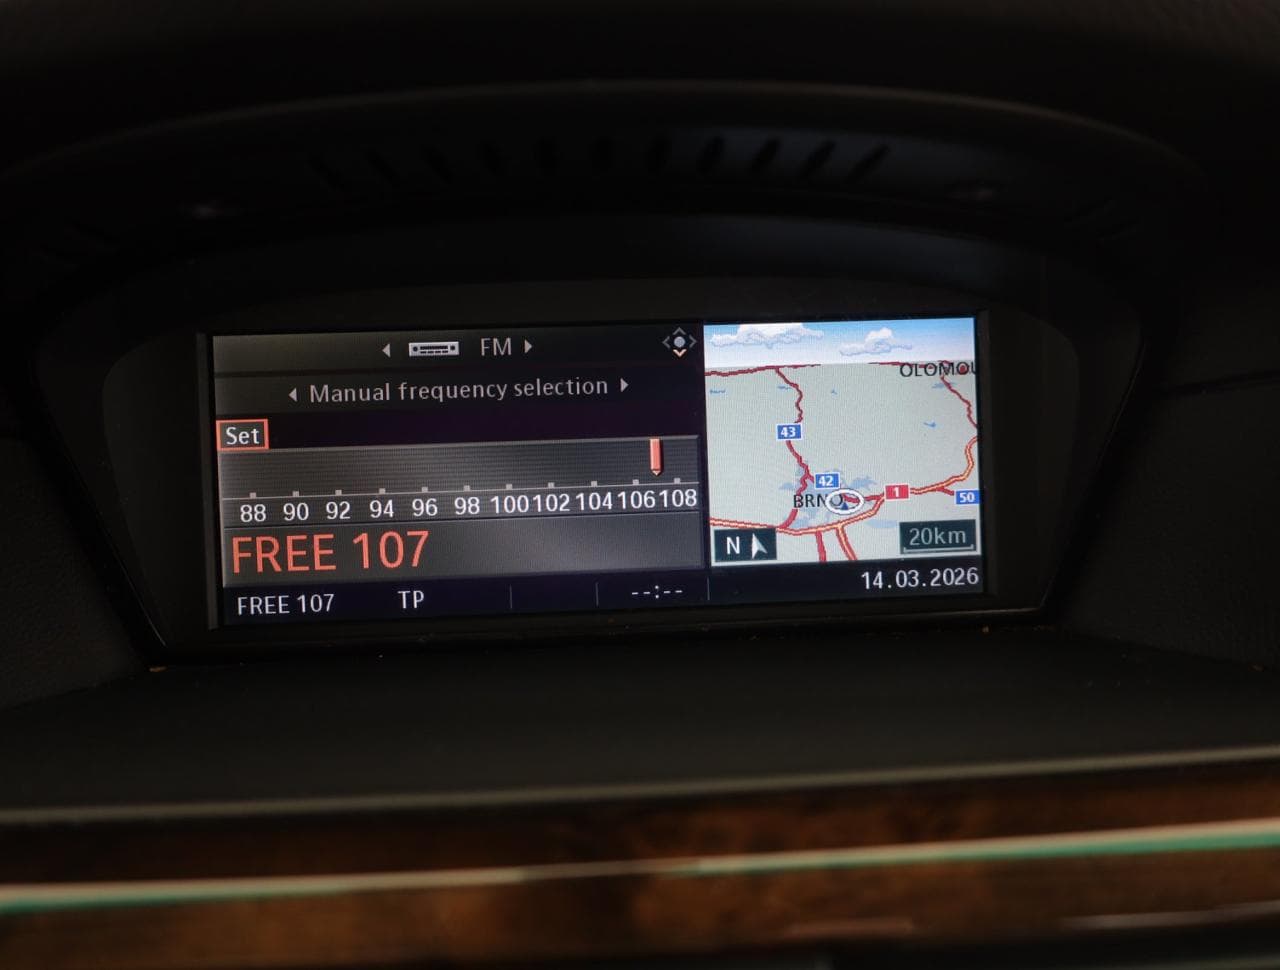 FM
Manual frequency selection
Set
88 90 92 94 96 98 100 102 104 106 108
FREE 107
FREE 107 TP --:--
OLOMOU
43
42
BRNO 1 50
N 20km
14.03.2026